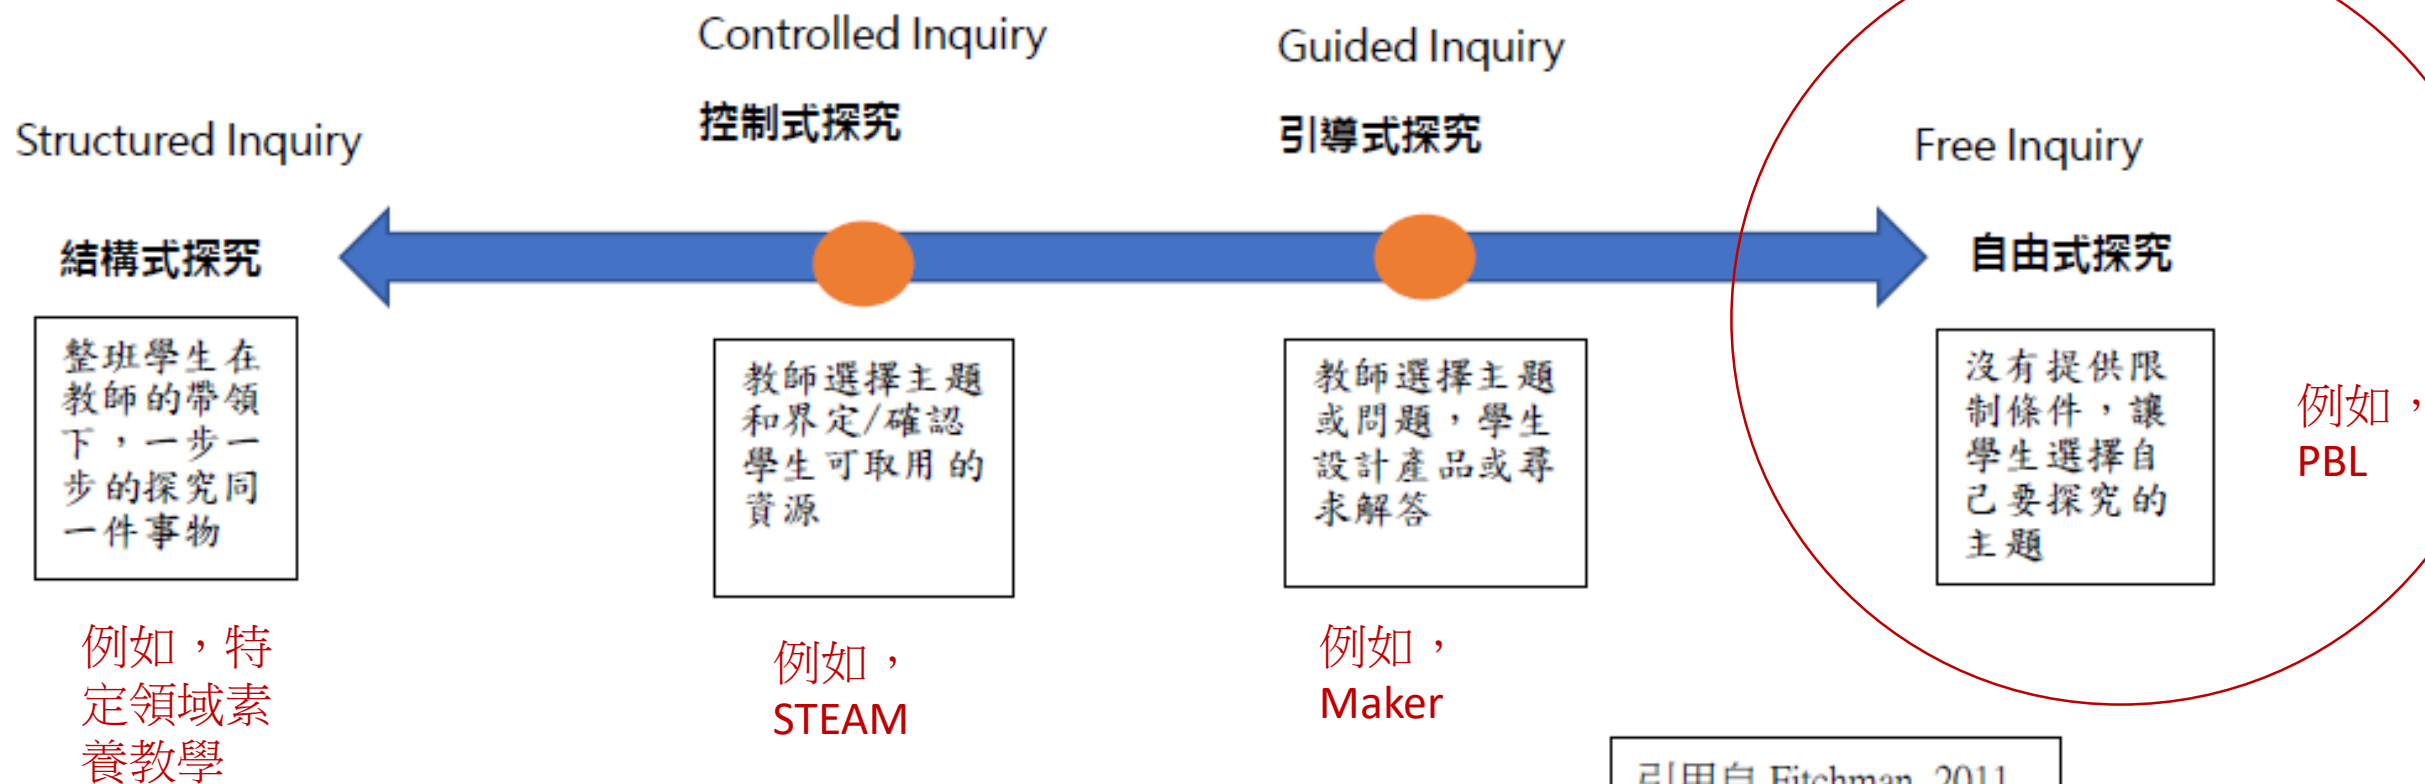 Structured Inquiry
結構式探究
整班學生在
教師的帶領
下，一步一
步的探究同
一件事物
例如，特
定領域素
養教學
Controlled Inquiry
控制式探究
教師選擇主題
和界定/確認
學生可取用的
資源
例如，
STEAM
Guided Inquiry
引導式探究
教師選擇主題
或問題，學生
設計產品或尋
求解答
例如，
Maker
Free Inquiry
自由式探究
沒有提供限
制條件，讓
學生選擇自
己要探究的
主題
例如，
PBL
引用自 Fitchman, 2011